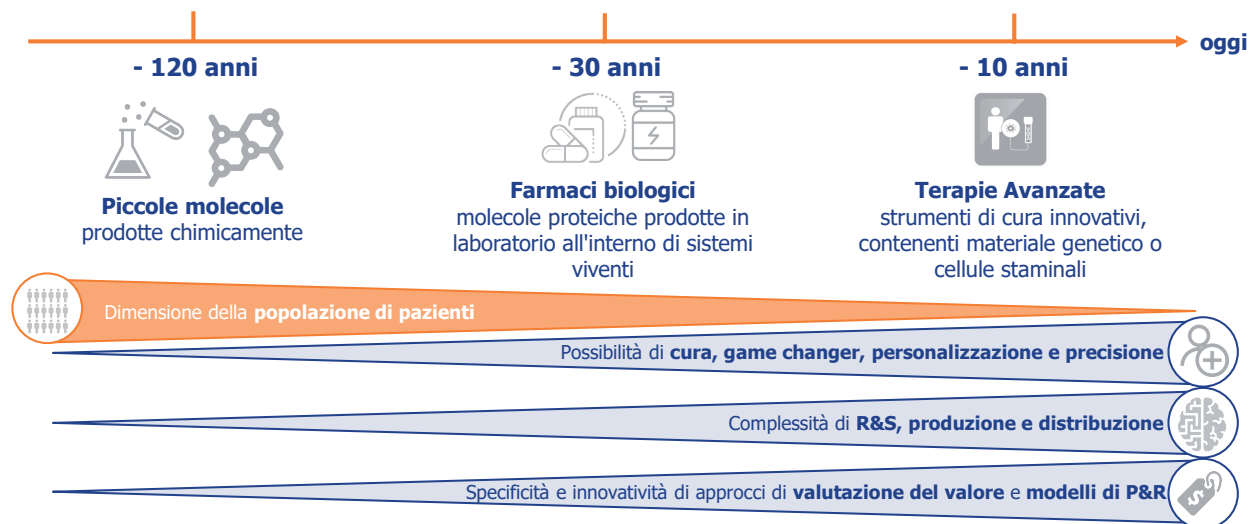 oggi
- 120 anni
- 30 anni
- 10 anni
Piccole molecole
prodotte chimicamente
Farmaci biologici
molecole proteiche prodotte in
laboratorio all'interno di sistemi
viventi
Terapie Avanzate
strumenti di cura innovativi,
contenenti materiale genetico o
cellule staminali
Dimensione della popolazione di pazienti
Possibilità di cura, game changer, personalizzazione e precisione
Complessità di R&S, produzione e distribuzione
Specificità e innovatività di approcci di valutazione del valore e modelli di P&R
$